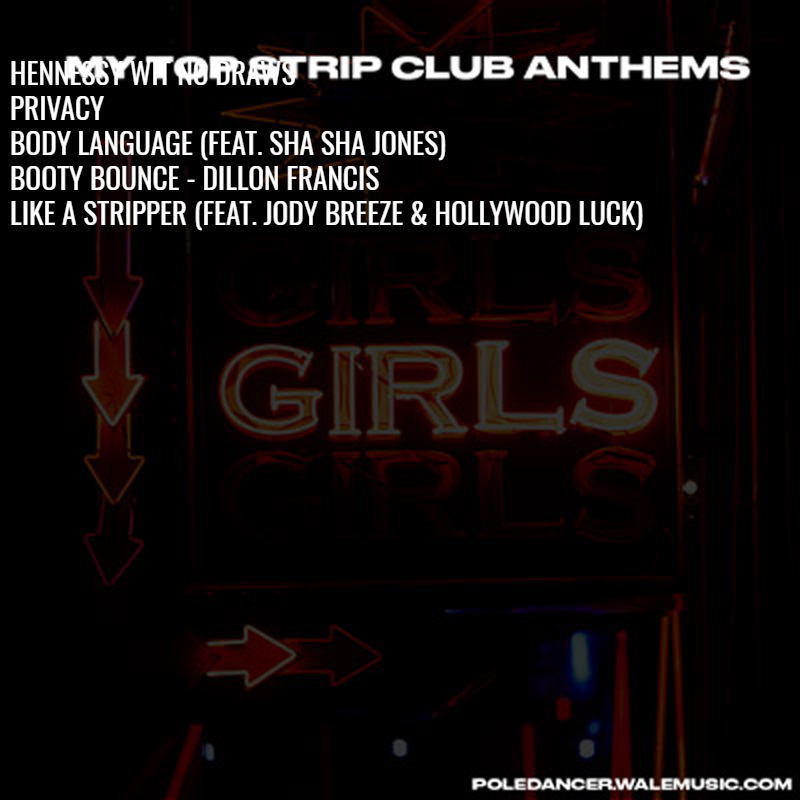 MY TOP STRIP CLUB ANTHEMS
HENNESSY WIT NO DRAWS
PRIVACY
BODY LANGUAGE (FEAT. SHA SHA JONES)
BOOTY BOUNCE - DILLON FRANCIS
LIKE A STRIPPER (FEAT. JODY BREEZE & HOLLYWOOD LUCK)
GIRLS
GIRLS
GIRLS
POLEDANCER.WALEMUSIC.COM